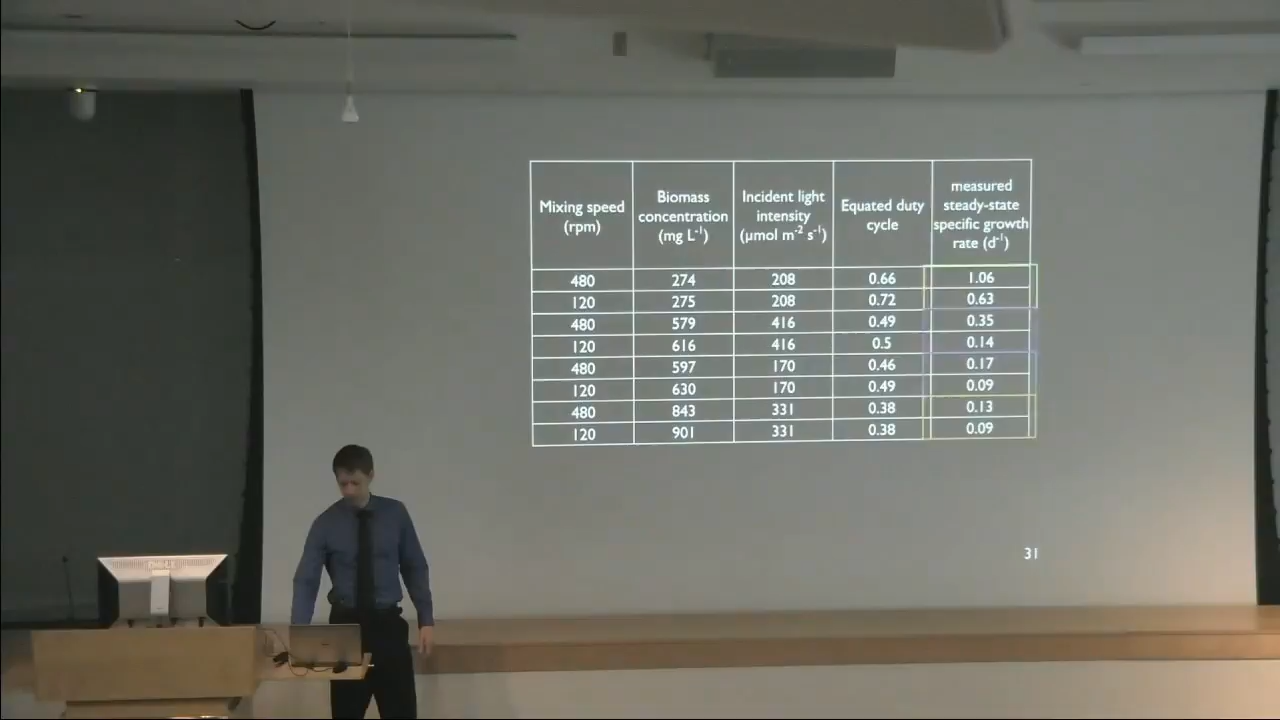 Mixing speed (rpm) Biomass concentration (mg L⁻¹) Incident light intensity (μmol m⁻² s⁻¹) Equated duty cycle measured steady-state specific growth rate (d⁻¹)
480 274 208 0.66 1.06
120 275 208 0.72 0.63
480 579 416 0.49 0.35
120 616 416 0.5 0.14
480 597 170 0.46 0.17
120 630 170 0.49 0.09
480 843 331 0.38 0.13
120 901 331 0.38 0.09
31